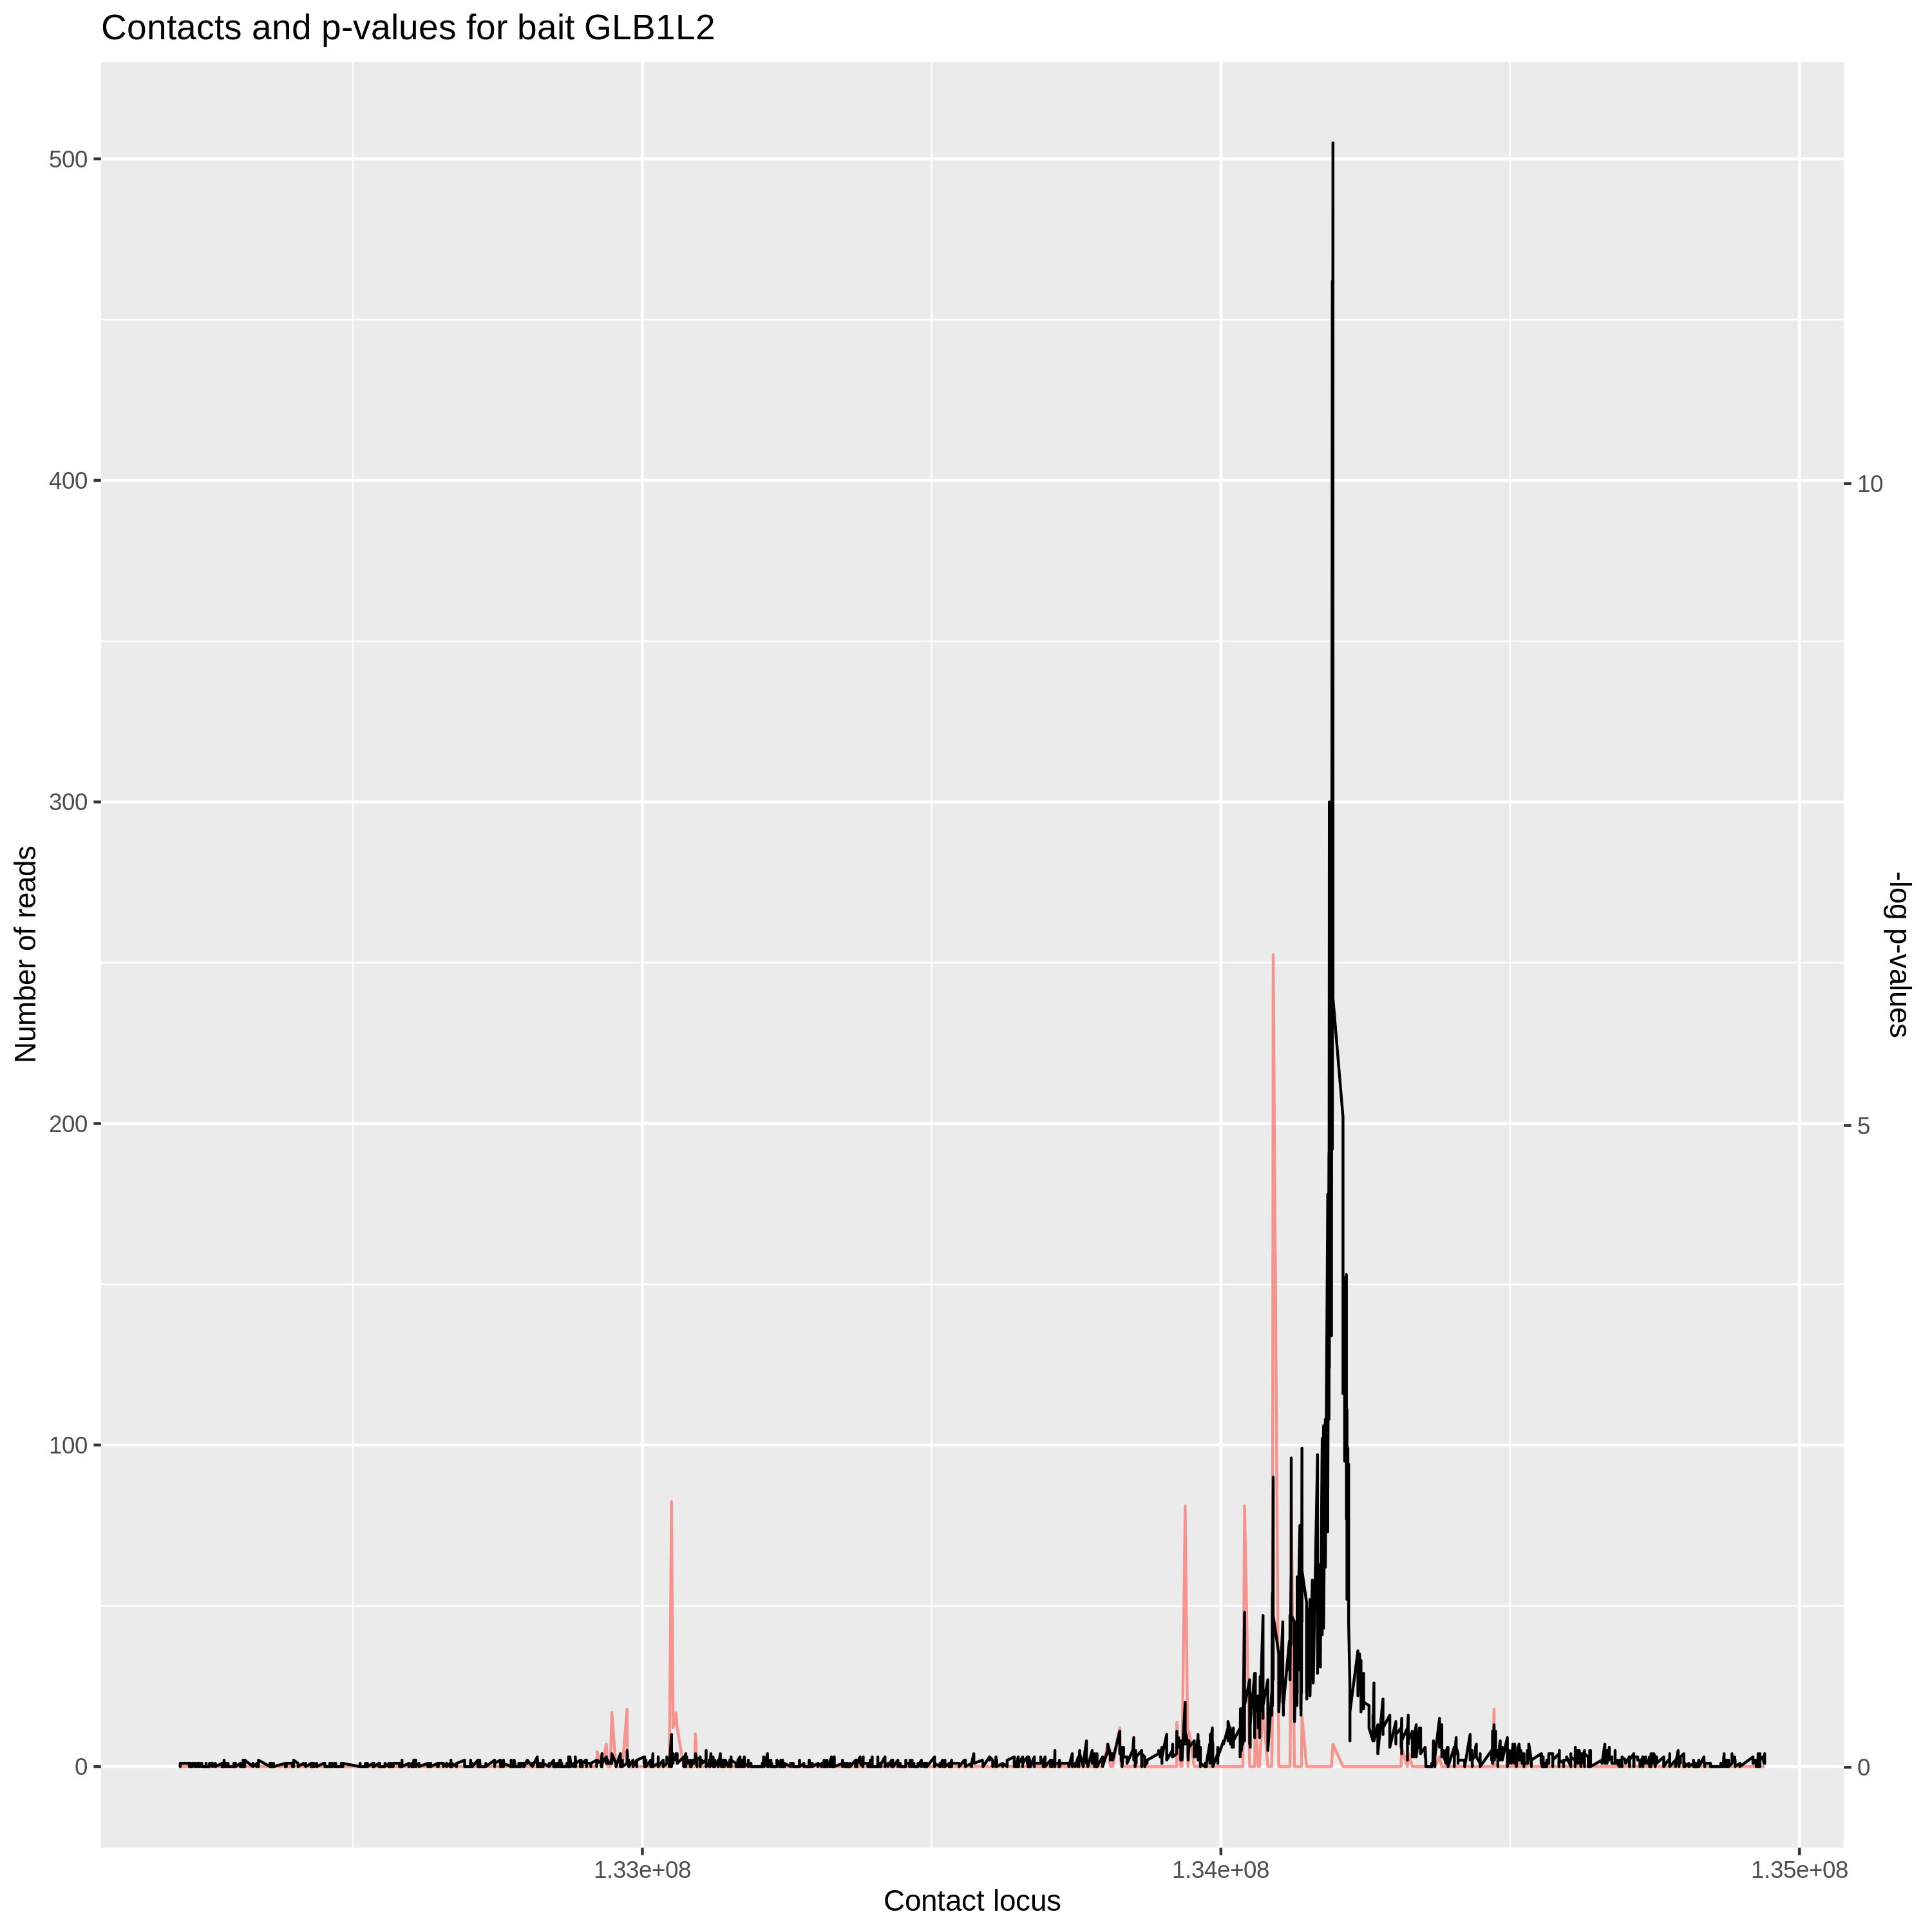 Contacts and p-values for bait GLB1L2
500
400
300
200
100
0
Number of reads
10
5
0
-log p-values
1.33e+08
1.34e+08
1.35e+08
Contact locus